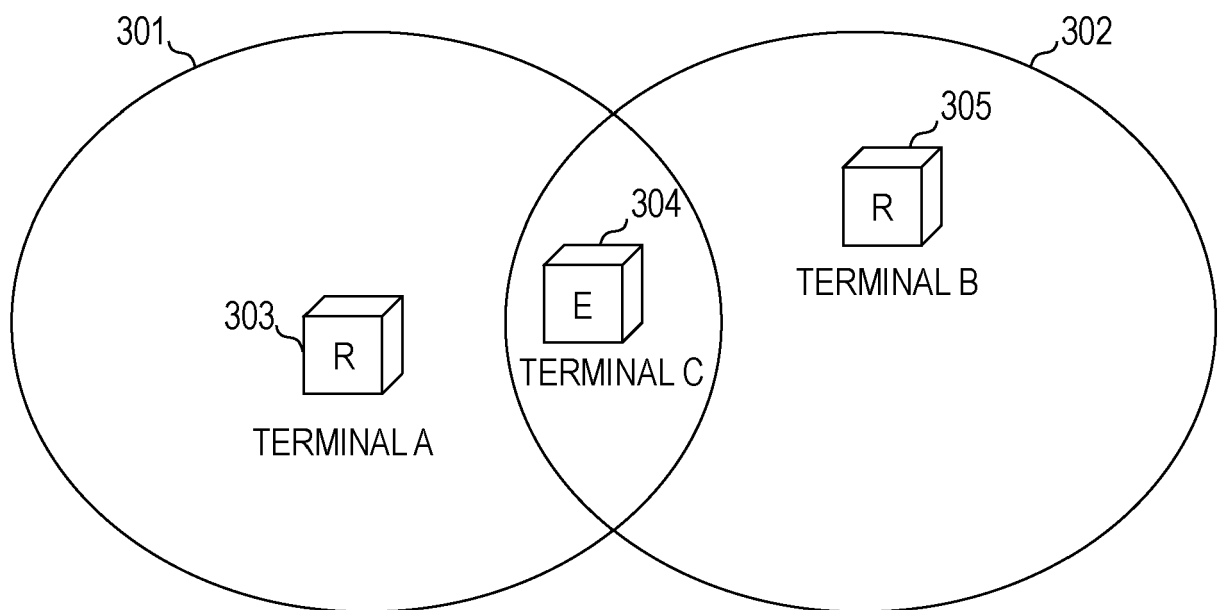 301
302
305
R
TERMINAL B
304
E
TERMINAL C
303
R
TERMINAL A